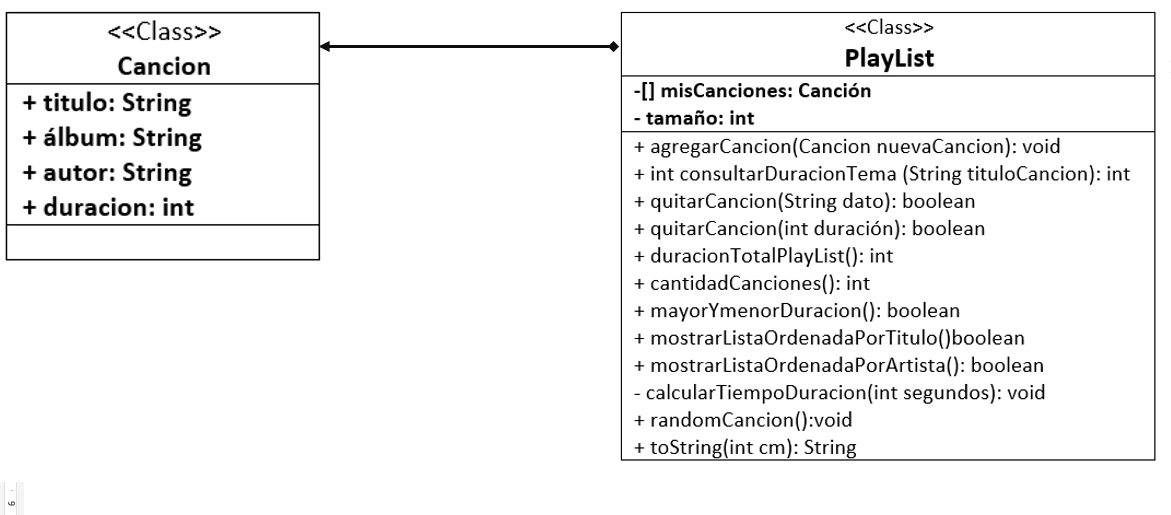 <<Class>>
Cancion
+ titulo: String
+ álbum: String
+ autor: String
+ duracion: int
<<Class>>
PlayList
-[] misCanciones: Canción
- tamaño: int
+ agregarCancion(Cancion nuevaCancion): void
+ int consultarDuracionTema (String tituloCancion): int
+ quitarCancion(String dato): boolean
+ quitarCancion(int duración): boolean
+ duracionTotalPlayList(): int
+ cantidadCanciones(): int
+ mayorYmenorDuracion(): boolean
+ mostrarListaOrdenadaPorTitulo()boolean
+ mostrarListaOrdenadaPorArtista(): boolean
- calcularTiempoDuracion(int segundos): void
+ randomCancion():void
+ toString(int cm): String
9